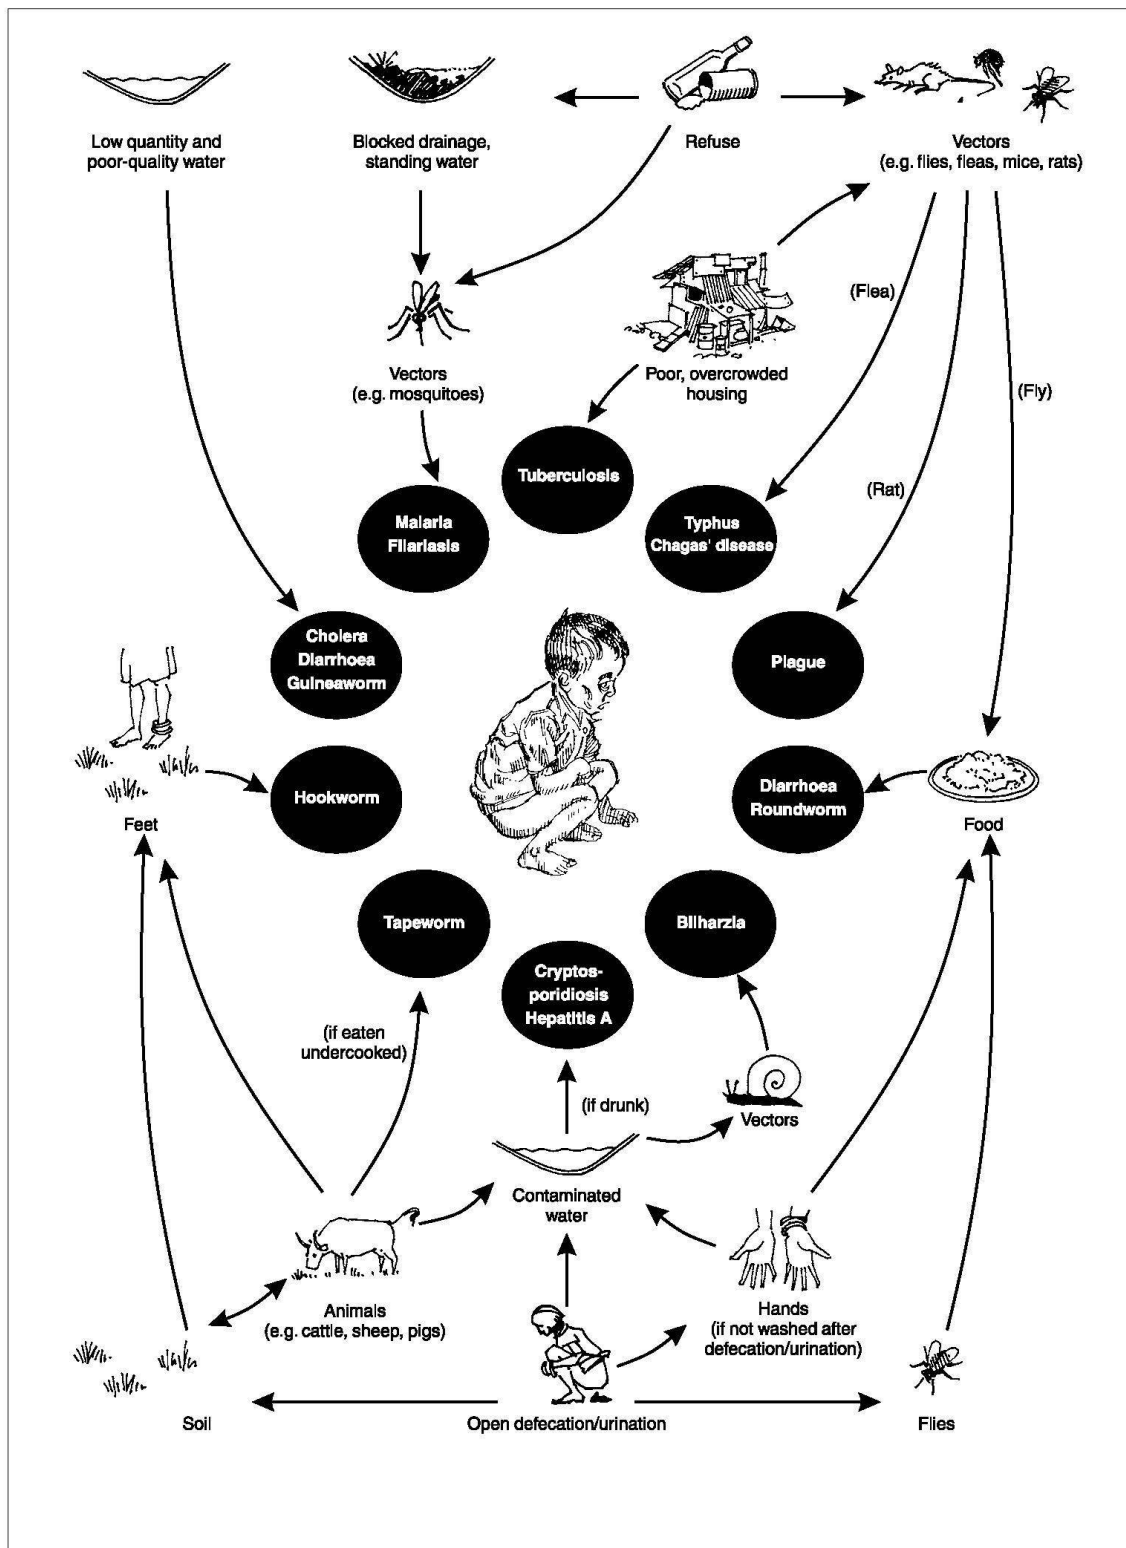 Low quantity and
poor-quality water
Blocked drainage,
standing water
Refuse
Vectors
(e.g. flies, fleas, mice, rats)
(Flea)
Vectors
(e.g. mosquitoes)
Poor, overcrowded
housing
(Fly)
Tuberculosis
(Rat)
Malaria
Filariasis
Typhus
Chagas' disease
Cholera
Diarrhoea
Guineaworm
Plague
Hookworm
Diarrhoea
Roundworm
Feet
Food
Tapeworm
Bilharzia
Cryptos-
poridiosis
Hepatitis A
(if eaten
undercooked)
(if drunk)
Vectors
Contaminated
water
Animals
(e.g. cattle, sheep, pigs)
Hands
(if not washed after
defecation/urination)
Soil
Open defecation/urination
Flies